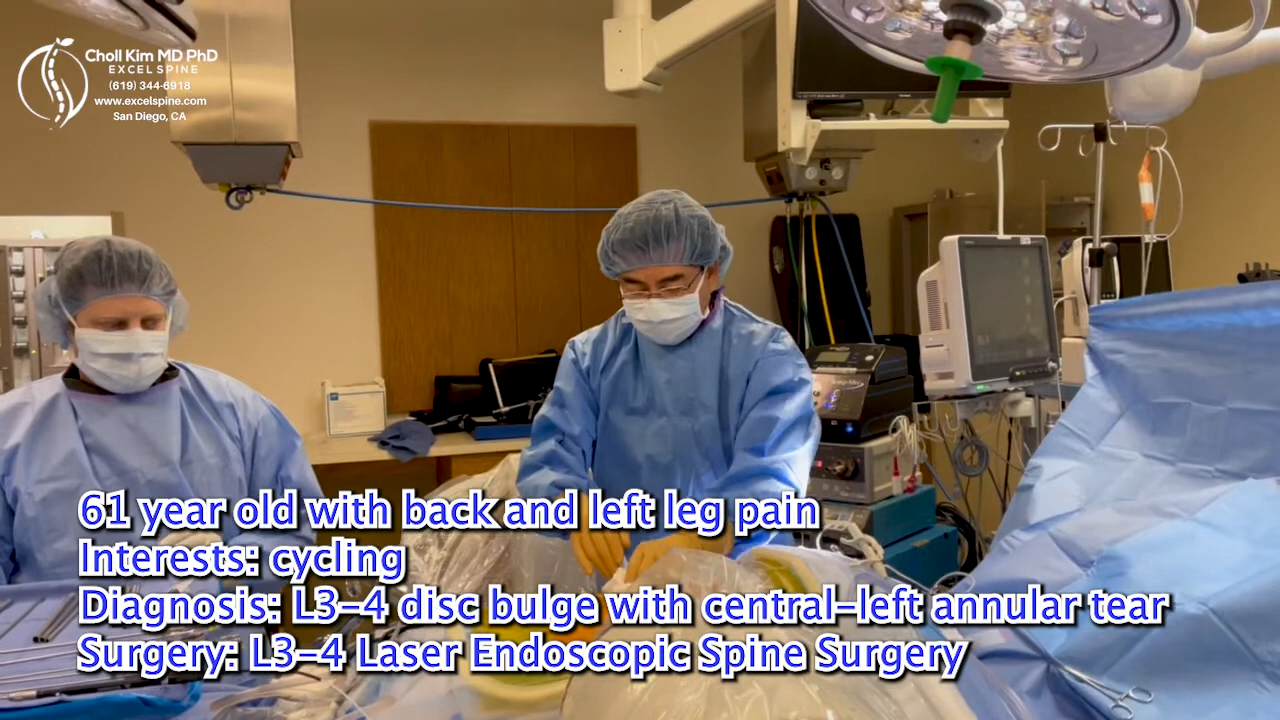 Choll Kim MD PhD
EXCEL SPINE
(619) 344-6918
www.excelspine.com
San Diego, CA
61 year old with back and left leg pain
Interests: cycling
Diagnosis: L3-4 disc bulge with central-left annular tear
Surgery: L3-4 Laser Endoscopic Spine Surgery